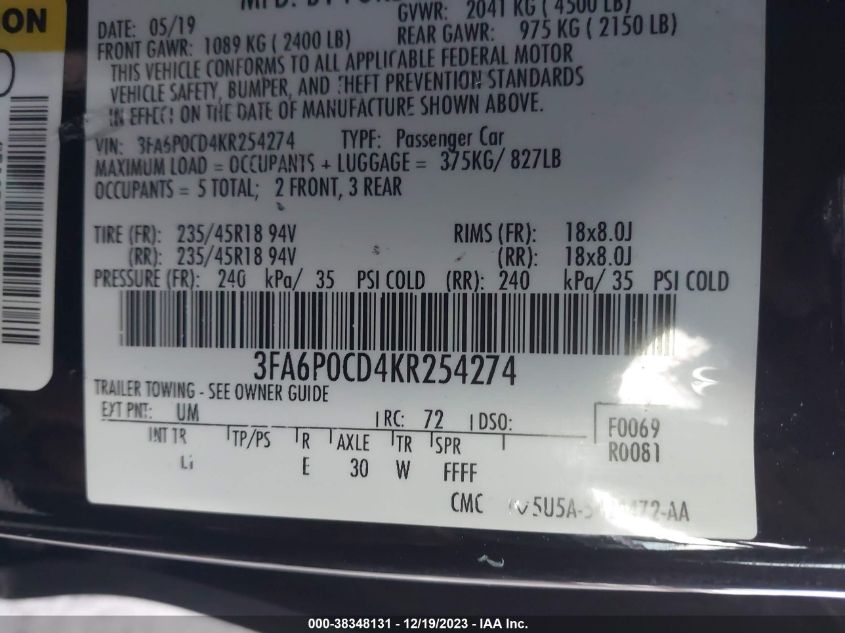 ON
MFD. BY
DATE: 05/19 GVWR: 2041 KG ( 4500 LB)
FRONT GAWR: 1089 KG ( 2400 LB) REAR GAWR: 975 KG ( 2150 LB)
THIS VEHICLE CONFORMS TO ALL APPLICABLE FEDERAL MOTOR
VEHICLE SAFETY, BUMPER, AND THEFT PREVENTION STANDARDS
IN EFFECT ON THE DATE OF MANUFACTURE SHOWN ABOVE.
VIN: 3FA6P0CD4KR254274 TYPE: Passenger Car
MAXIMUM LOAD = OCCUPANTS + LUGGAGE = 375KG/ 827LB
OCCUPANTS = 5 TOTAL; 2 FRONT, 3 REAR
TIRE (FR): 235/45R18 94V RIMS (FR): 18x8.0J
(RR): 235/45R18 94V (RR): 18x8.0J
PRESSURE (FR): 240 kPa/ 35 PSI COLD (RR): 240 kPa/ 35 PSI COLD
3FA6P0CD4KR254274
TRAILER TOWING - SEE OWNER GUIDE
EXT PNT: UM RC: 72 DSO:
INT TR TP/PS R AXLE TR SPR
Li E 30 W FFFF
F0069
R0081
CMC
000-38348131 - 12/19/2023 - IAA Inc.